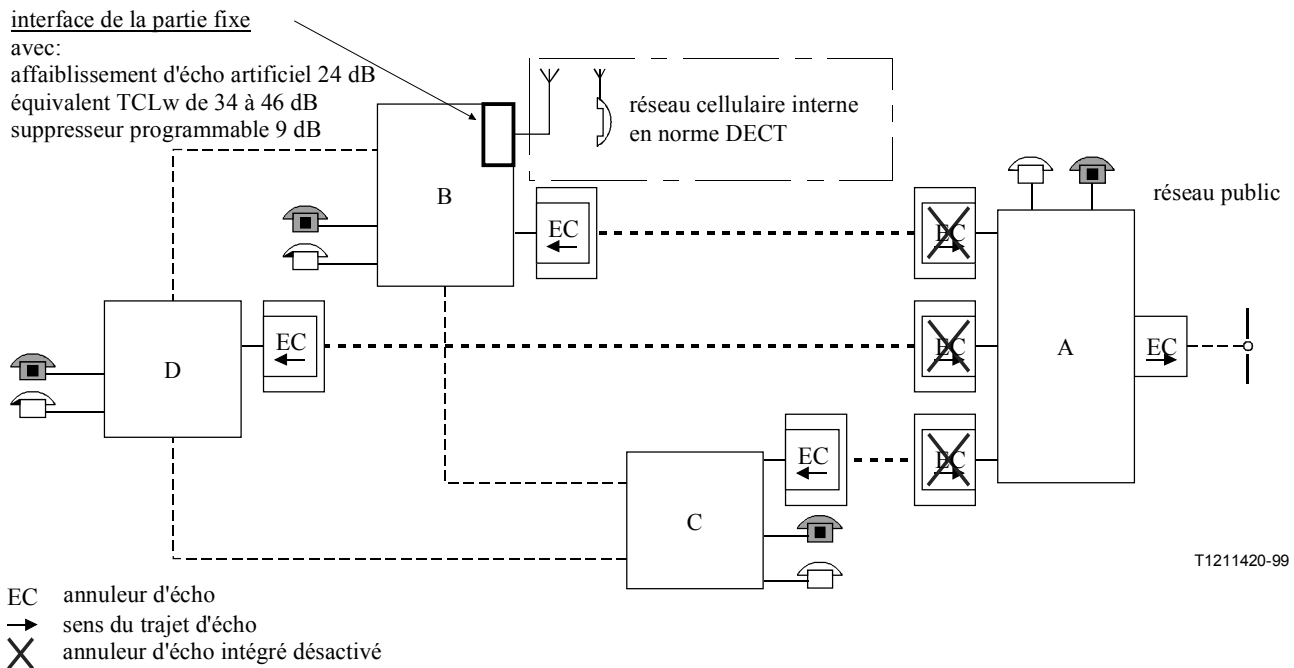 interface de la partie fixe
avec:
affaiblissement d'écho artificiel 24 dB
équivalent TCLw de 34 à 46 dB
suppresseur programmable 9 dB
réseau cellulaire interne
en norme DECT
réseau public
B
EC
EC
D
EC
EC
A
EC
C
EC
EC
T1211420-99
EC annuleur d'écho
sens du trajet d'écho
annuleur d'écho intégré désactivé